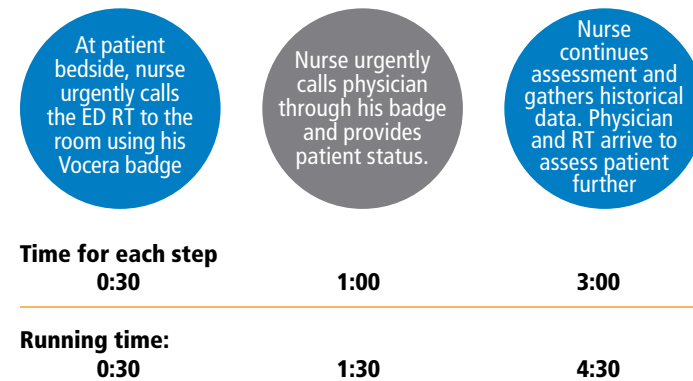 At patient
bedside, nurse
urgently calls
the ED RT to the
room using his
Vocera badge
Nurse urgently
calls physician
through his badge
and provides
patient status.
Nurse
continues
assessment and
gathers historical
data. Physician
and RT arrive to
assess patient
further
Time for each step
0:30 1:00 3:00
Running time:
0:30 1:30 4:30